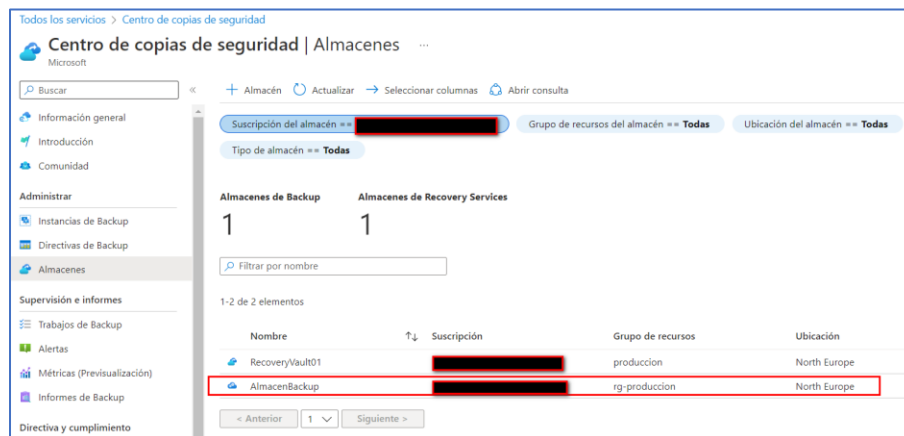 Todos los servicios > Centro de copias de seguridad
Centro de copias de seguridad | Almacenes ...
Microsoft
Buscar
«
+ Almacén Actualizar → Seleccionar columnas Abrir consulta
Información general
Introducción
Comunidad
Suscripción del almacén ==
Grupo de recursos del almacén == Todas
Ubicación del almacén == Todas
Tipo de almacén == Todas
Administrar
Instancias de Backup
Directivas de Backup
Almacenes
Almacenes de Backup Almacenes de Recovery Services
1 1
Filtrar por nombre
1-2 de 2 elementos
Supervisión e informes
Trabajos de Backup
Alertas
Métricas (Previsualización)
Informes de Backup
Directiva y cumplimiento
Nombre ↑↓ Suscripción Grupo de recursos Ubicación
RecoveryVault01 produccion North Europe
AlmacenBackup rg-produccion North Europe
< Anterior 1 Siguiente >